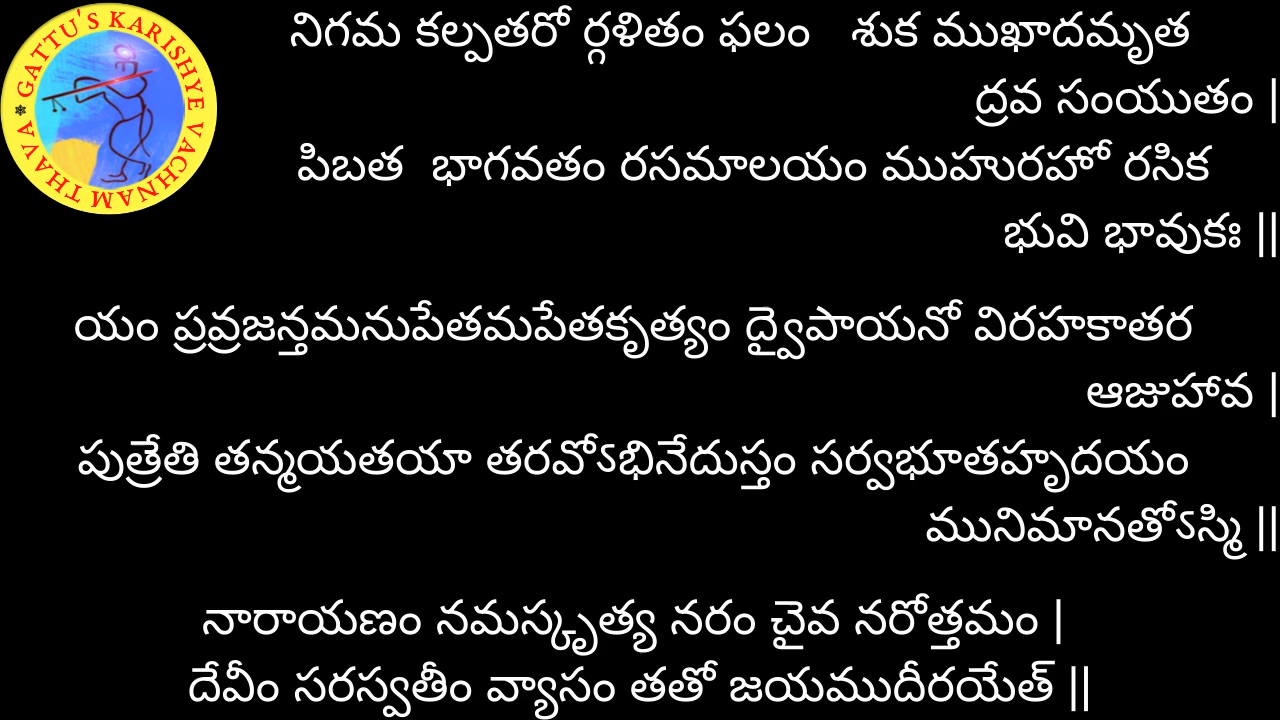 GATTU'S KARISHYE VACHNAM THAVA
నిగమ కల్పతరో ర్గళితం ఫలం   శుక ముఖాదమృత
ద్రవ సంయుతం |
పిబత  భాగవతం రసమాలయం ముహురహో రసిక
భువి భావుకః ||
యం ప్రవ్రజన్తమనుపేతమపేతకృత్యం ద్వైపాయనో విరహకాతర
ఆజుహావ |
పుత్రేతి తన్మయతయా తరవోఽభినేదుస్తం సర్వభూతహృదయం
మునిమానతోఽస్మి ||
నారాయణం నమస్కృత్య నరం చైవ నరోత్తమం |
దేవీం సరస్వతీం వ్యాసం తతో జయముదీరయేత్ ||